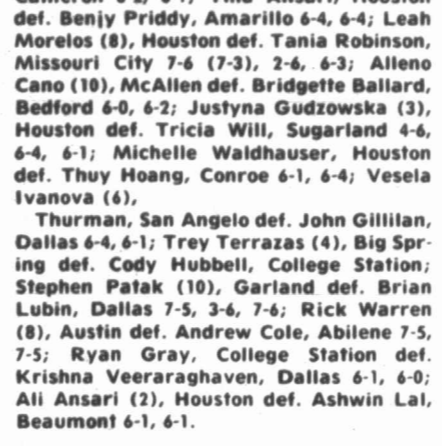 def. Benjy Priddy, Amarillo 6-4, 6-4; Leah
Morelos (8), Houston def. Tania Robinson,
Missouri City 7-6 (7-3), 2-6, 6-3; Alleno
Cano (10), McAllen def. Bridgette Ballard,
Bedford 6-0, 6-2; Justyna Gudzowska (3),
Houston def. Tricia Will, Sugarland 4-6,
6-4, 6-1; Michelle Waldhauser, Houston
def. Thuy Hoang, Conroe 6-1, 6-4; Vesela
Ivanova (6),
Thurman, San Angelo def. John Gillilan,
Dallas 6-4, 6-1; Trey Terrazas (4), Big Spr-
ing def. Cody Hubbell, College Station;
Stephen Patak (10), Garland def. Brian
Lubin, Dallas 7-5, 3-6, 7-6; Rick Warren
(8), Austin def. Andrew Cole, Abilene 7-5,
7-5; Ryan Gray, College Station def.
Krishna Veeraraghaven, Dallas 6-1, 6-0;
Ali Ansari (2), Houston def. Ashwin Lal,
Beaumont 6-1, 6-1.